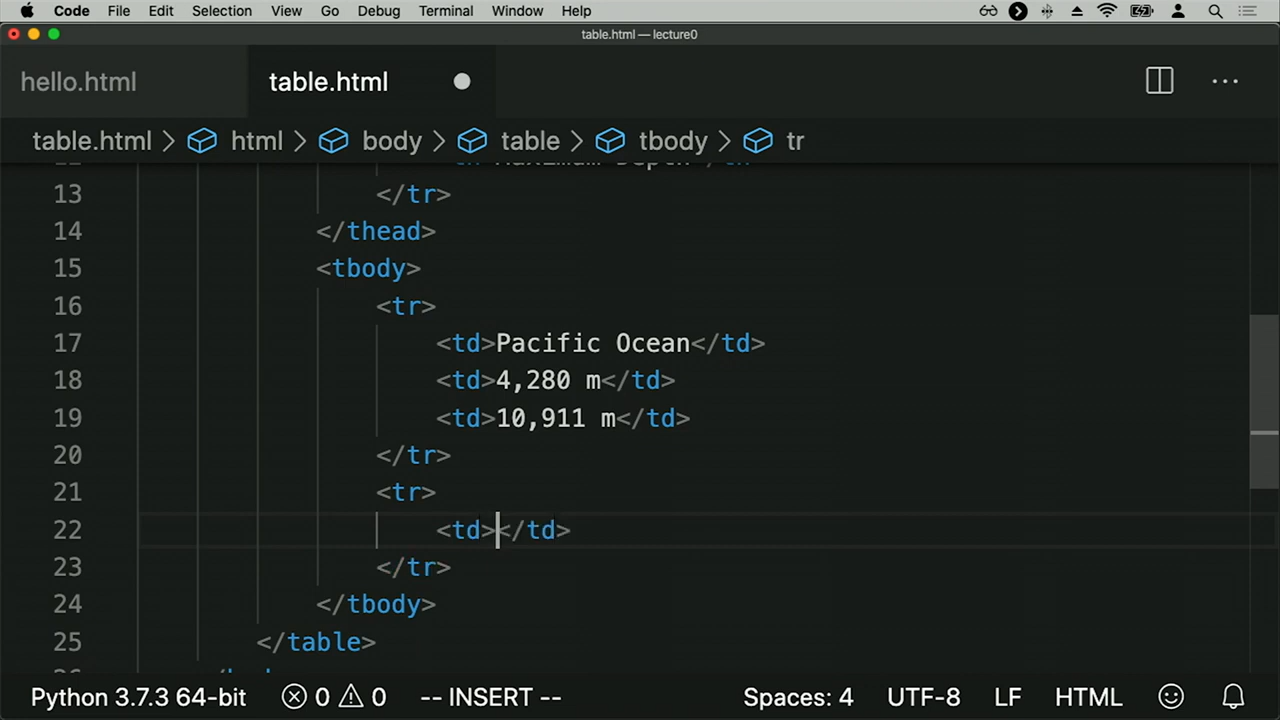 Code File Edit Selection View Go Debug Terminal Window Help
table.html — lecture0
hello.html table.html
table.html > html > body > table > tbody > tr
13 </tr>
14 </thead>
15 <tbody>
16 <tr>
17 <td>Pacific Ocean</td>
18 <td>4,280 m</td>
19 <td>10,911 m</td>
20 </tr>
21 <tr>
22 <td></td>
23 </tr>
24 </tbody>
25 </table>
Python 3.7.3 64-bit 0 0 -- INSERT -- Spaces: 4 UTF-8 LF HTML